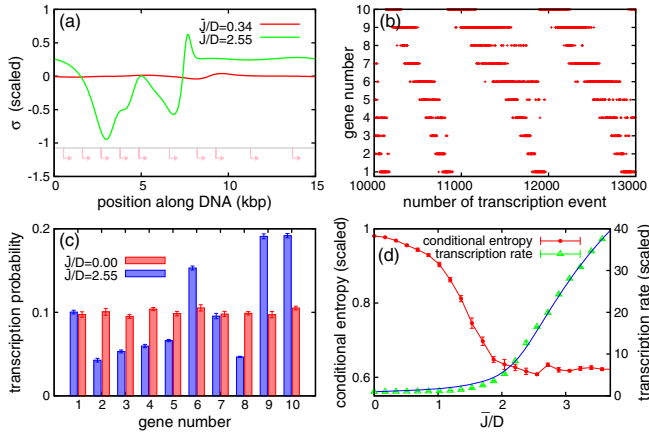 (a)
J̄/D=0.34
J/D=2.55
σ (scaled)
1
0.5
0
-0.5
-1
-1.5
0 5 10 15
position along DNA (kbp)
(b)
gene number
10
9
8
7
6
5
4
3
2
1
10000 11000 12000 13000
number of transcription event
(c)
J̄/D=0.00
J/D=2.55
transcription probability
0.2
0.1
0.0
1 2 3 4 5 6 7 8 9 10
gene number
(d)
conditional entropy
transcription rate
conditional entropy (scaled)
1
0.8
0.6
transcription rate (scaled)
40
30
20
10
0
0 1 2 3
J̄/D